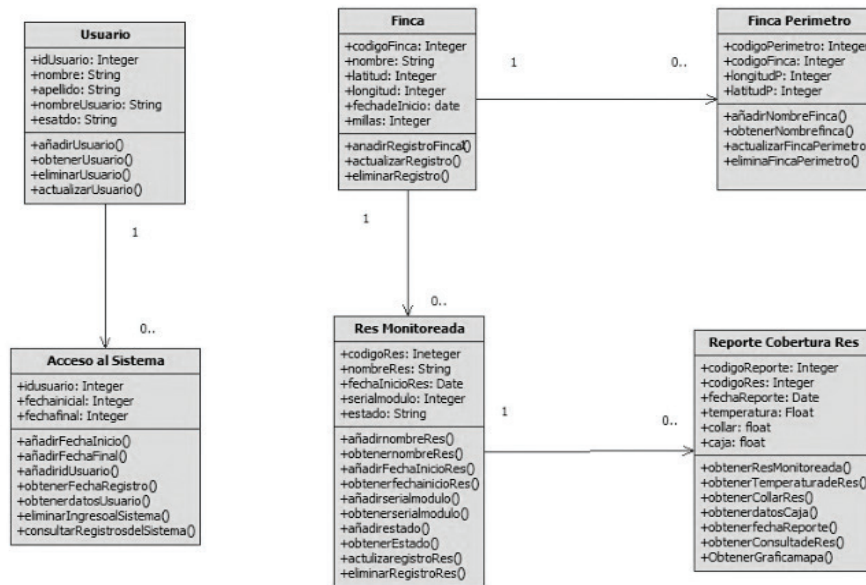 Usuario
+idUsuario: Integer
+nombre: String
+apellido: String
+nombreUsuario: String
+esatdo: String
+añadirUsuario()
+obtenerUsuario()
+eliminarUsuario()
+actualizarUsuario()
1
0..
Acceso al Sistema
+idusuario: Integer
+fechainicial: Integer
+fechafinal: Integer
+añadirFechaInicio()
+añadirFechaFinal()
+añadiridUsuario()
+obtenerFechaRegistro()
+obtenerdatosUsuario()
+eliminarIngresoalSistema()
+consultarRegistrosdelSistema()
Finca
+codigoFinca: Integer
+nombre: String
+latitud: Integer
+longitud: Integer
+fechadeInicio: date
+millas: Integer
+actualizarRegistro()
+eliminarRegistro()
1
0..
Finca Perimetro
+codigoPerimetro: Integer
+codigoFinca: Integer
+longitudP: Integer
+latitudP: Integer
+añadirNombreFinca()
+obtenerNombrefinca()
+actualizarFincaPerimetro
+eliminaFincaPerimetro()
1
0..
Res Monitoreada
+codigoRes: Ineteger
+nombreRes: String
+fechaInicioRes: Date
+serialmodulo: Integer
+estado: String
+añadirnombreRes()
+obtenernombreRes()
+añadirFechaInicioRes()
+obtenerfechainicioRes()
+añadirserialmodulo()
+obtenerserialmodulo()
+añadirestado()
+obtenerEstado()
+actulizaregistroRes()
+eliminarRegistroRes()
1
0..
Reporte Cobertura Res
+codigoReporte: Integer
+codigoRes: Integer
+fechaReporte: Date
+temperatura: Float
+collar: float
+caja: float
+obtenerResMonitoreada()
+obtenerTemperaturadeRes()
+obtenerCollarRes()
+obtenerdatosCaja()
+obtenerfechaReporte()
+obtenerConsultadeRes()
+ObtenerGraficamapa()